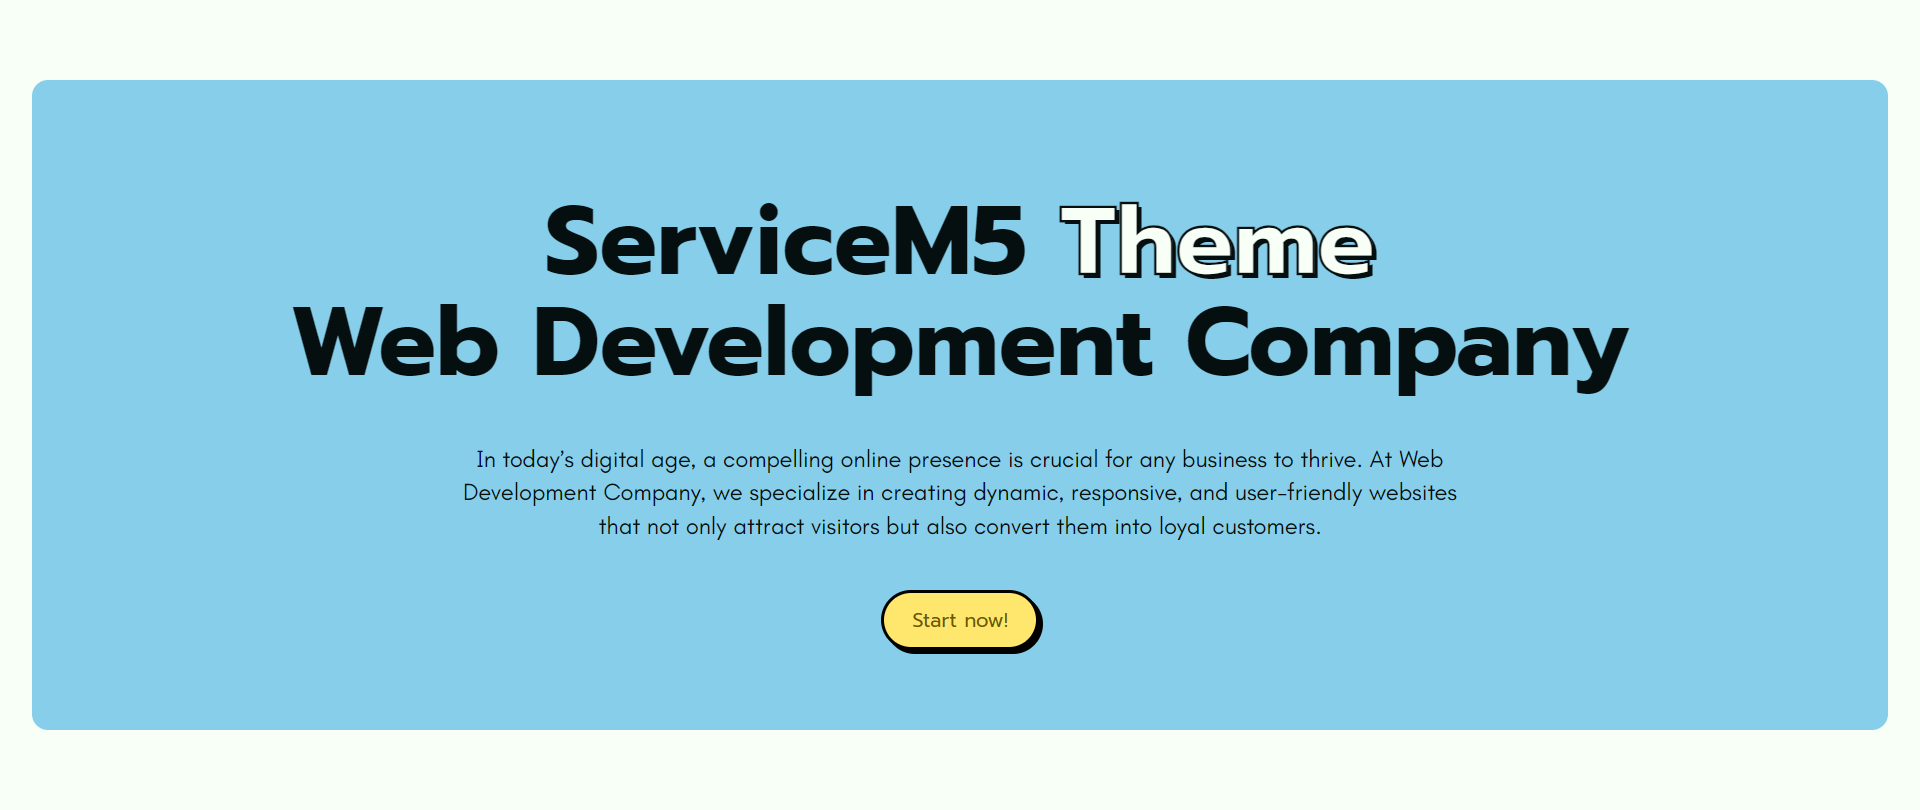 ServiceM5 Theme
Web Development Company
In today’s digital age, a compelling online presence is crucial for any business to thrive. At Web
Development Company, we specialize in creating dynamic, responsive, and user-friendly websites
that not only attract visitors but also convert them into loyal customers.
Start now!